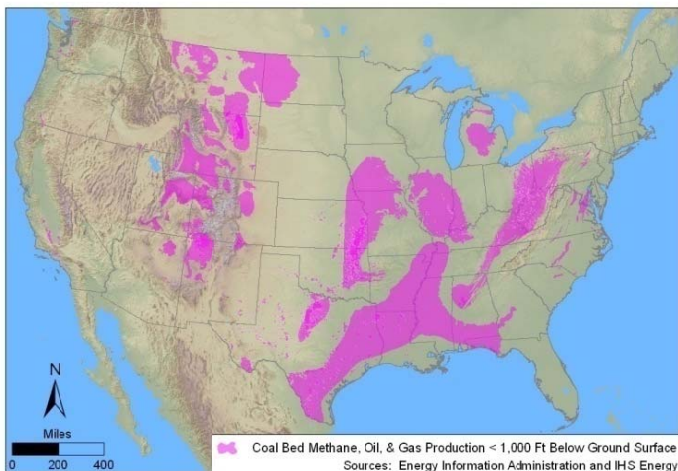 N
Miles
0 200 400
Coal Bed Methane, Oil, & Gas Production < 1,000 Ft Below Ground Surface
Sources: Energy Information Administration and IHS Energy